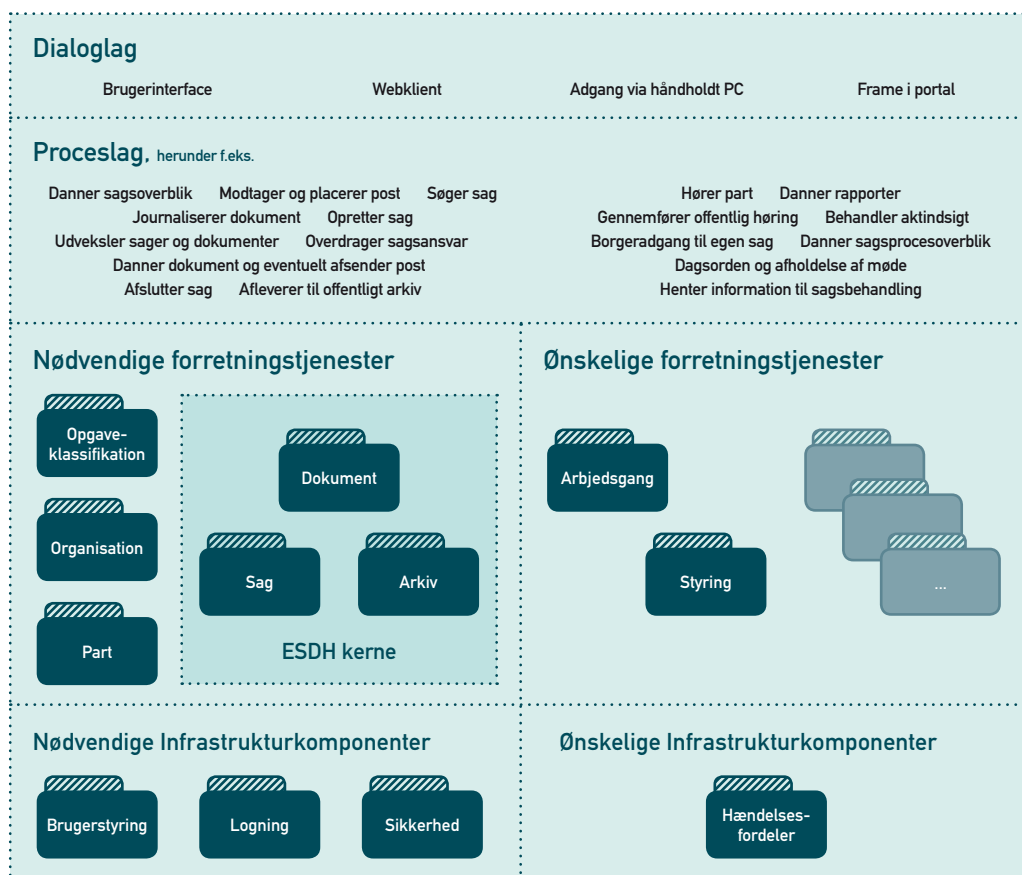 Dialoglag
Brugerinterface Webklient Adgang via håndholdt PC Frame i portal
Proceslag, herunder f.eks.
Danner sagsoverblik Modtager og placerer post Søger sag
Journaliserer dokument Opretter sag
Udveksler sager og dokumenter Overdrager sagsansvar
Danner dokument og eventuelt afsender post
Afslutter sag Afleverer til offentligt arkiv
Hører part Danner rapporter
Gennemfører offentlig høring Behandler aktindsigt
Borgeradgang til egen sag Danner sagsprocesoverblik
Dagsorden og afholdelse af møde
Henter information til sagsbehandling
Nødvendige forretningstjenester
Opgave-
klassifikation
Organisation
Part
Dokument
Sag Arkiv
ESDH kerne
Ønskelige forretningstjenester
Arbjedsgang
Styring
...
Nødvendige Infrastrukturkomponenter
Brugerstyring Logning Sikkerhed
Ønskelige Infrastrukturkomponenter
Hændelses-
fordeler